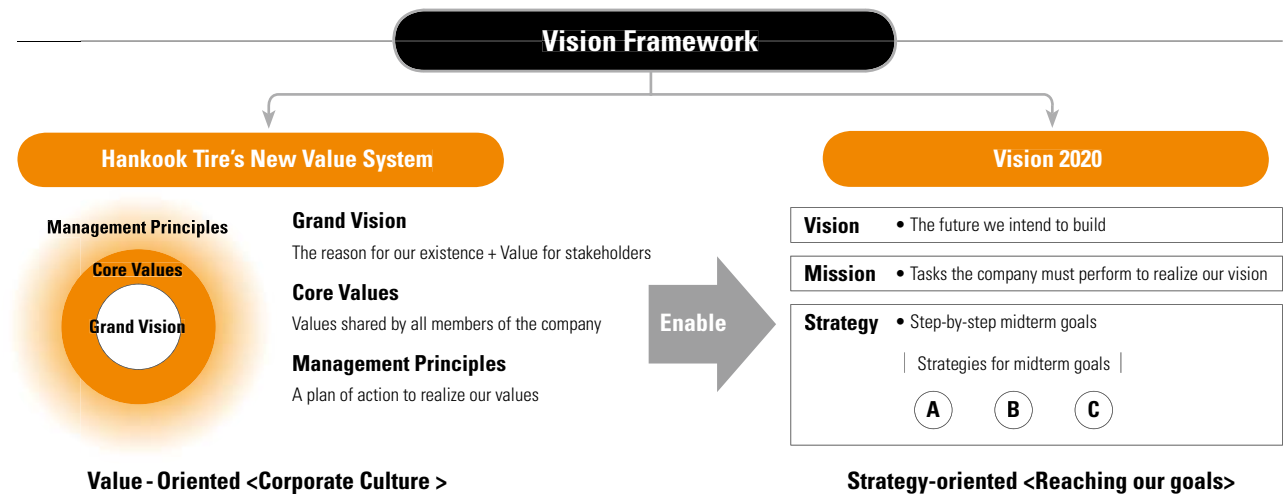 Vision Framework
Hankook Tire's New Value System
Management Principles
Core Values
Grand Vision
Grand Vision
The reason for our existence + Value for stakeholders
Core Values
Values shared by all members of the company
Management Principles
A plan of action to realize our values
Value - Oriented <Corporate Culture >
Enable
Vision 2020
Vision • The future we intend to build
Mission • Tasks the company must perform to realize our vision
Strategy • Step-by-step midterm goals
| Strategies for midterm goals |
A B C
Strategy-oriented <Reaching our goals>